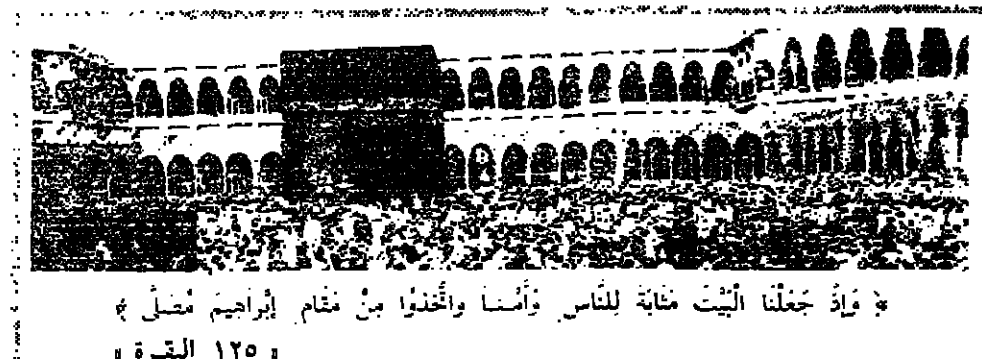 ﴿ وَإِذْ جَعَلْنَا الْبَيْتَ مَثَابَةً لِلنَّاسِ وَأَمْنًا وَاتَّخِذُوا مِنْ مَقَامِ إِبْرَاهِيمَ مُصَلًّى ﴾
« ١٢٥ البقرة »